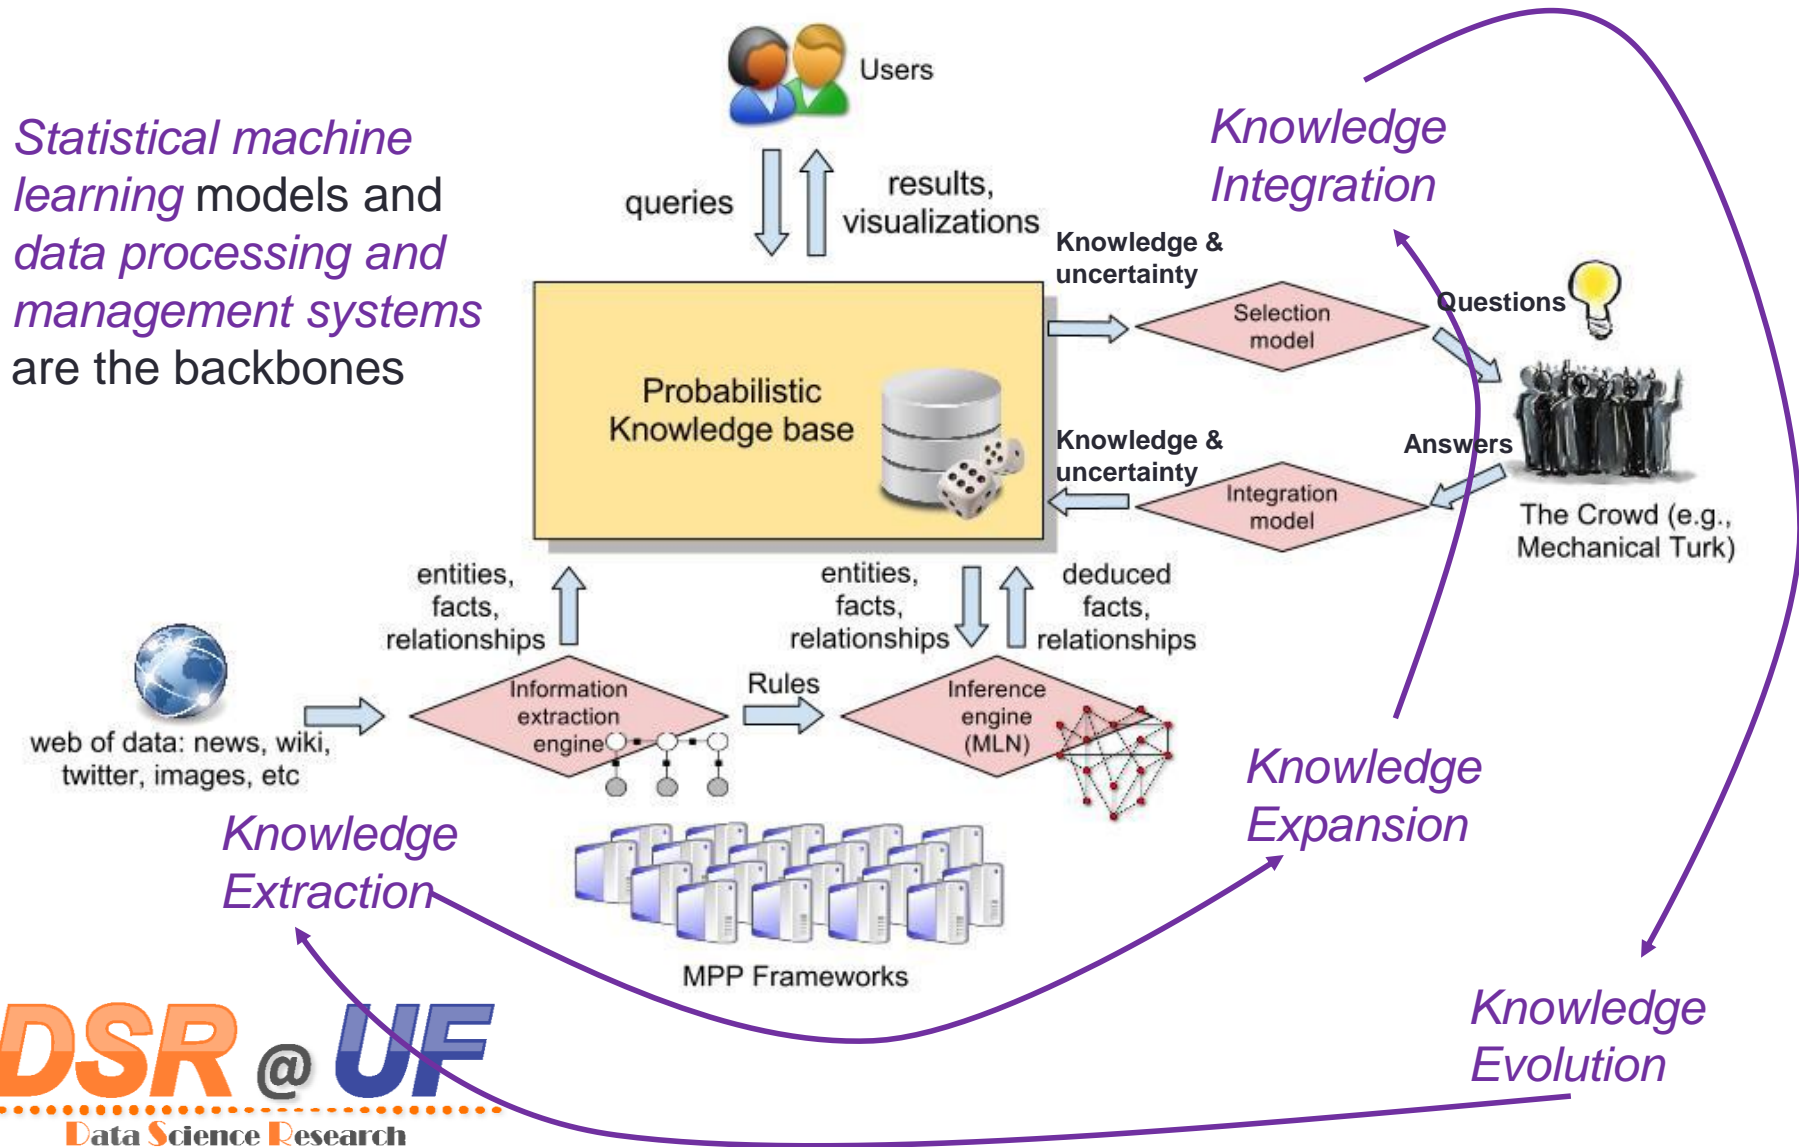 Users
Statistical machine
learning models and
data processing and
management systems
are the backbones
queries
results,
visualizations
Knowledge
Integration
Knowledge &
uncertainty
Selection
model
Questions
Probabilistic
Knowledge base
Knowledge &
uncertainty
Answers
Integration
model
The Crowd (e.g.,
Mechanical Turk)
entities,
facts,
relationships
entities,
facts,
relationships
deduced
facts,
relationships
web of data: news, wiki,
twitter, images, etc
Information
extraction
engine
Rules
Inference
engine
(MLN)
Knowledge
Extraction
Knowledge
Expansion
MPP Frameworks
Knowledge
Evolution
DSR @ UF
Data Science Research